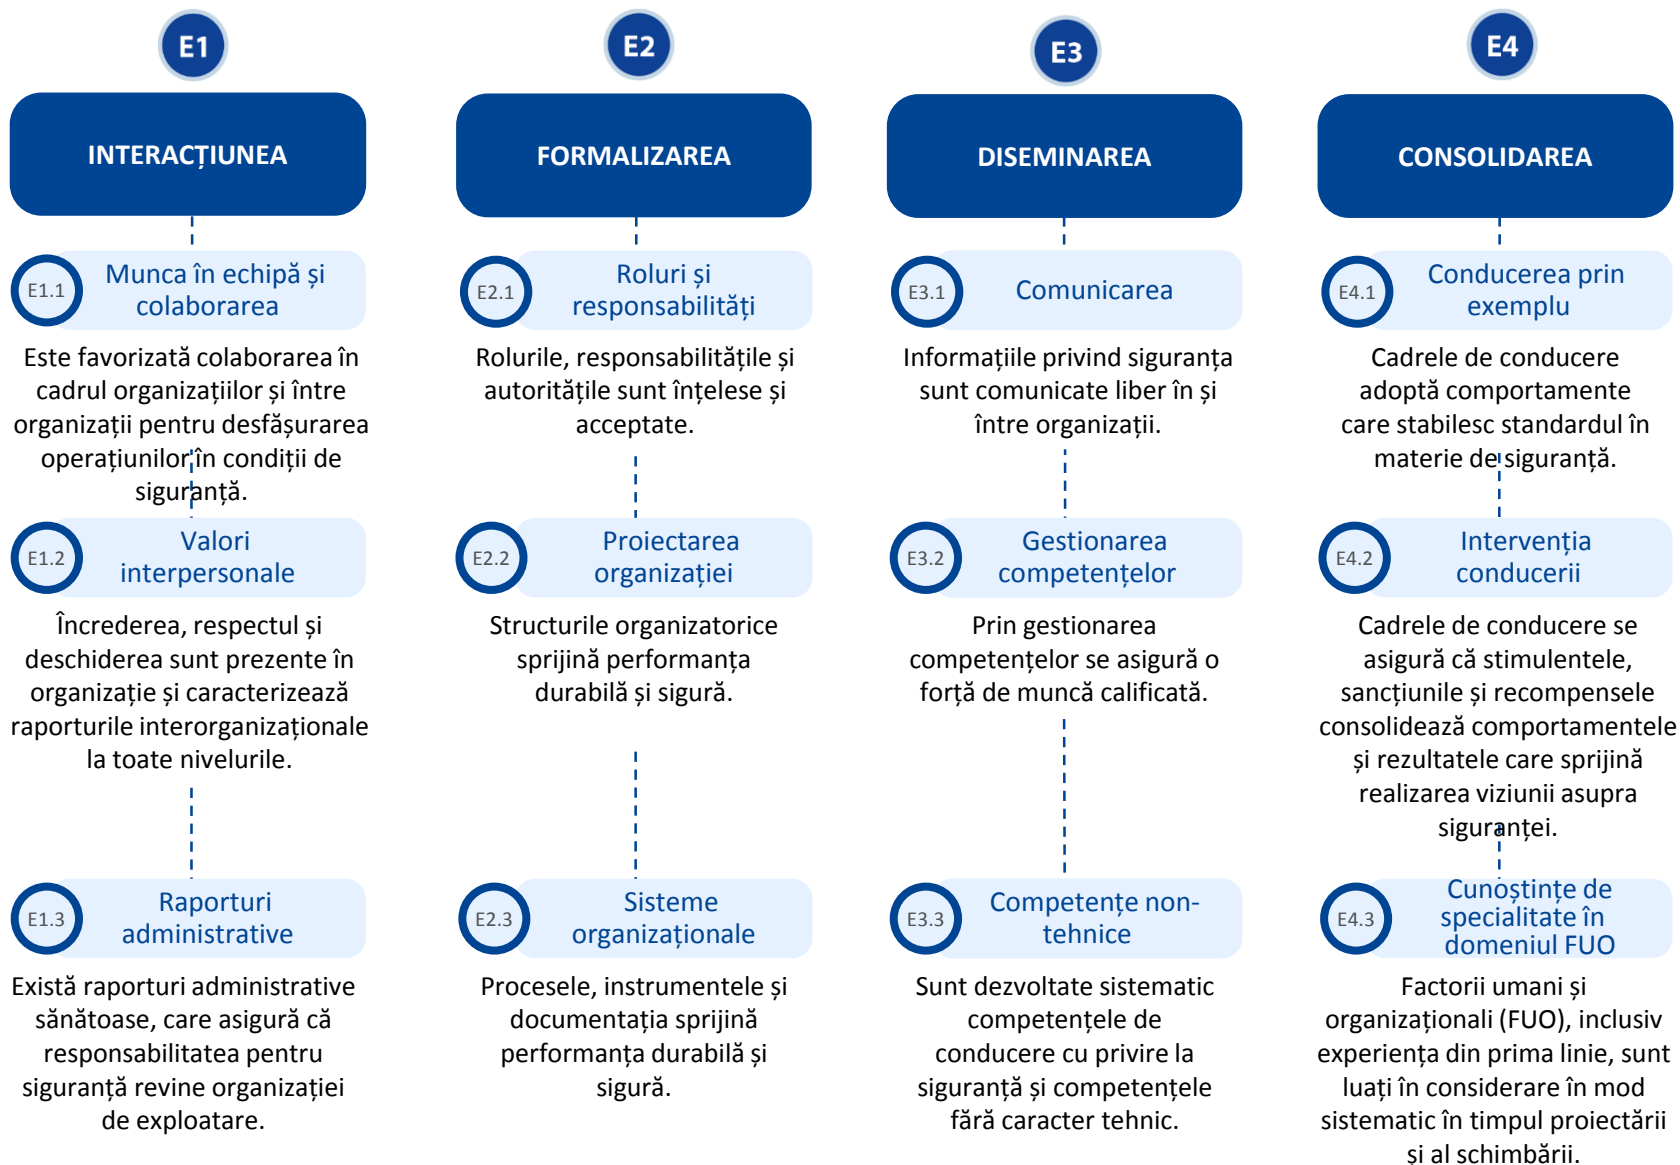 E1
INTERACȚIUNEA
E1.1
Munca în echipă și
colaborarea
Este favorizată colaborarea în
cadrul organizațiilor și între
organizații pentru desfășurarea
operațiunilor în condiții de
siguranță.
E1.2
Valori
interpersonale
Încrederea, respectul și
deschiderea sunt prezente în
organizație și caracterizează
raporturile interorganizaționale
la toate nivelurile.
E1.3
Raporturi
administrative
Există raporturi administrative
sănătoase, care asigură că
responsabilitatea pentru
siguranță revine organizației
de exploatare.
E2
FORMALIZAREA
E2.1
Roluri și
responsabilități
Rolurile, responsabilitățile și
autoritățile sunt înțelese și
acceptate.
E2.2
Proiectarea
organizației
Structurile organizatorice
sprijină performanța
durabilă și sigură.
E2.3
Sisteme
organizaționale
Procesele, instrumentele și
documentația sprijină
performanța durabilă și
sigură.
E3
DISEMINAREA
E3.1
Comunicarea
Informațiile privind siguranța
sunt comunicate liber în și
între organizații.
E3.2
Gestionarea
competențelor
Prin gestionarea
competențelor se asigură o
forță de muncă calificată.
E3.3
Competențe non-
tehnice
Sunt dezvoltate sistematic
competențele de
conducere cu privire la
siguranță și competențele
fără caracter tehnic.
E4
CONSOLIDAREA
E4.1
Conducerea prin
exemplu
Cadrele de conducere
adoptă comportamente
care stabilesc standardul în
materie de siguranță.
E4.2
Intervenția
conducerii
Cadrele de conducere se
asigură că stimulentele,
sancțiunile și recompensele
consolidează comportamentele
și rezultatele care sprijină
realizarea viziunii asupra
siguranței.
E4.3
Cunoștințe de
specialitate în
domeniul FUO
Factorii umani și
organizaționali (FUO), inclusiv
experiența din prima linie, sunt
luați în considerare în mod
sistematic în timpul proiectării
și al schimbării.